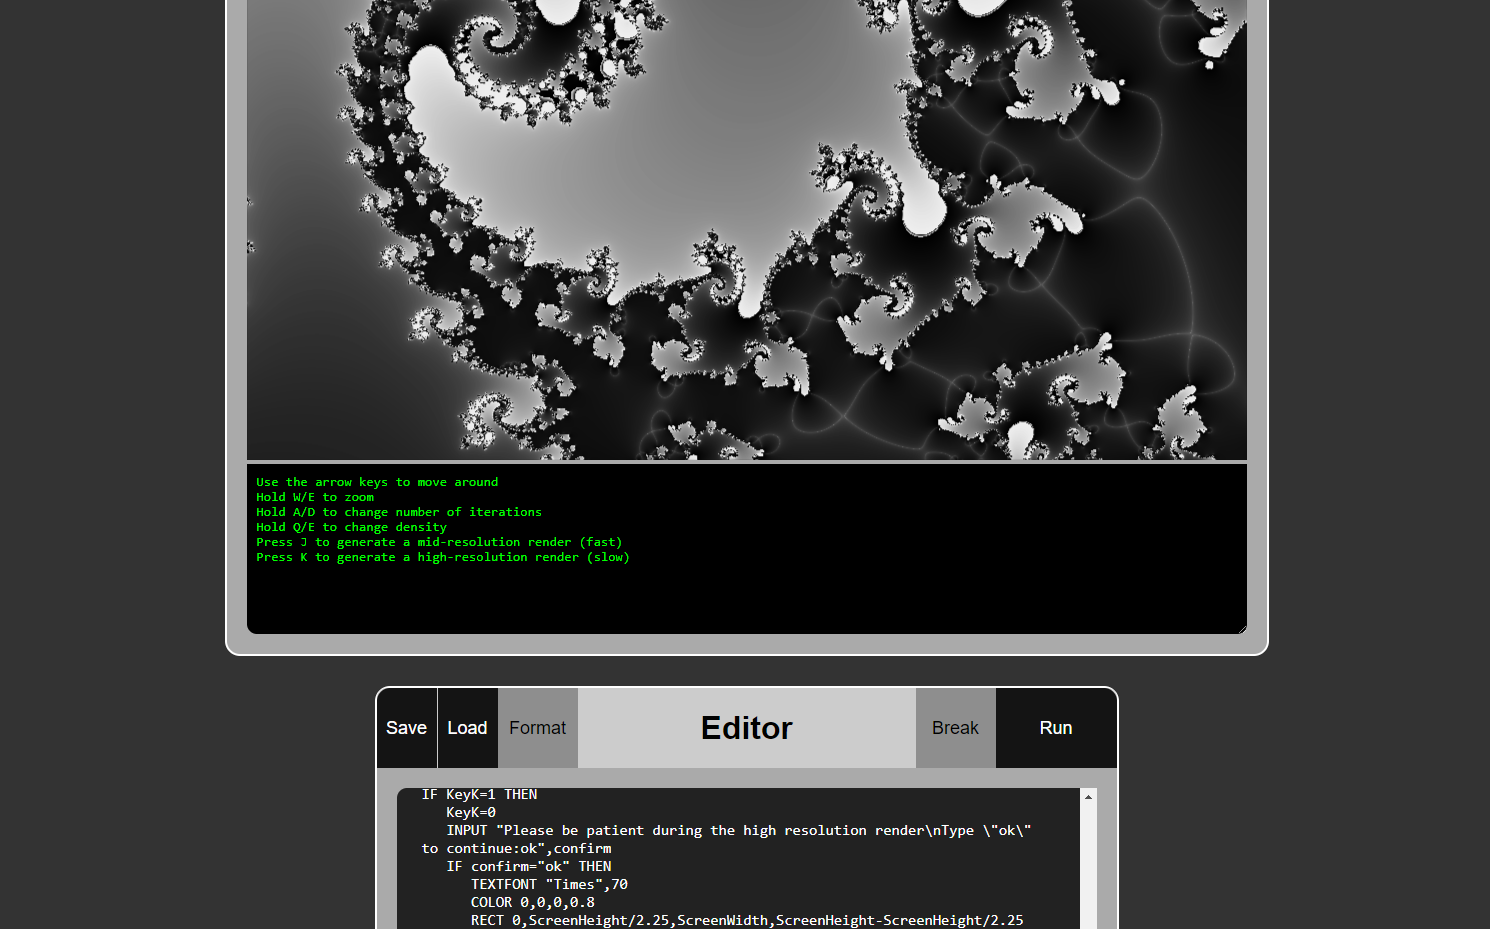 Use the arrow keys to move around
Hold W/E to zoom
Hold A/D to change number of iterations
Hold Q/E to change density
Press J to generate a mid-resolution render (fast)
Press K to generate a high-resolution render (slow)
Save Load Format Editor Break Run
IF KeyK=1 THEN
KeyK=0
INPUT "Please be patient during the high resolution render\nType \"ok\"
to continue:ok",confirm
IF confirm="ok" THEN
TEXTFONT "Times",70
COLOR 0,0,0,0.8
RECT 0,ScreenHeight/2.25,ScreenWidth,ScreenHeight-ScreenHeight/2.25